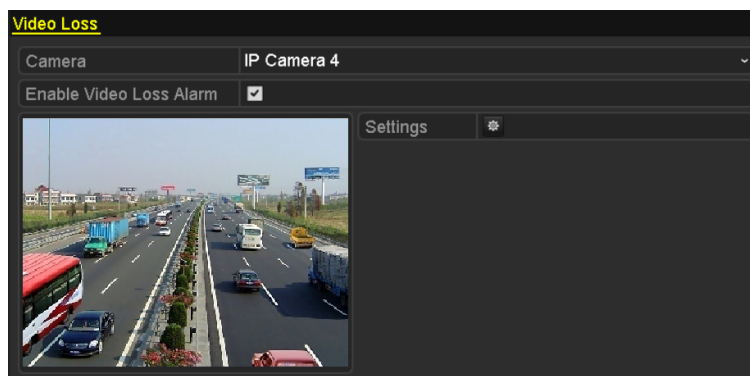 Video Loss
Camera
IP Camera 4
Enable Video Loss Alarm
Settings